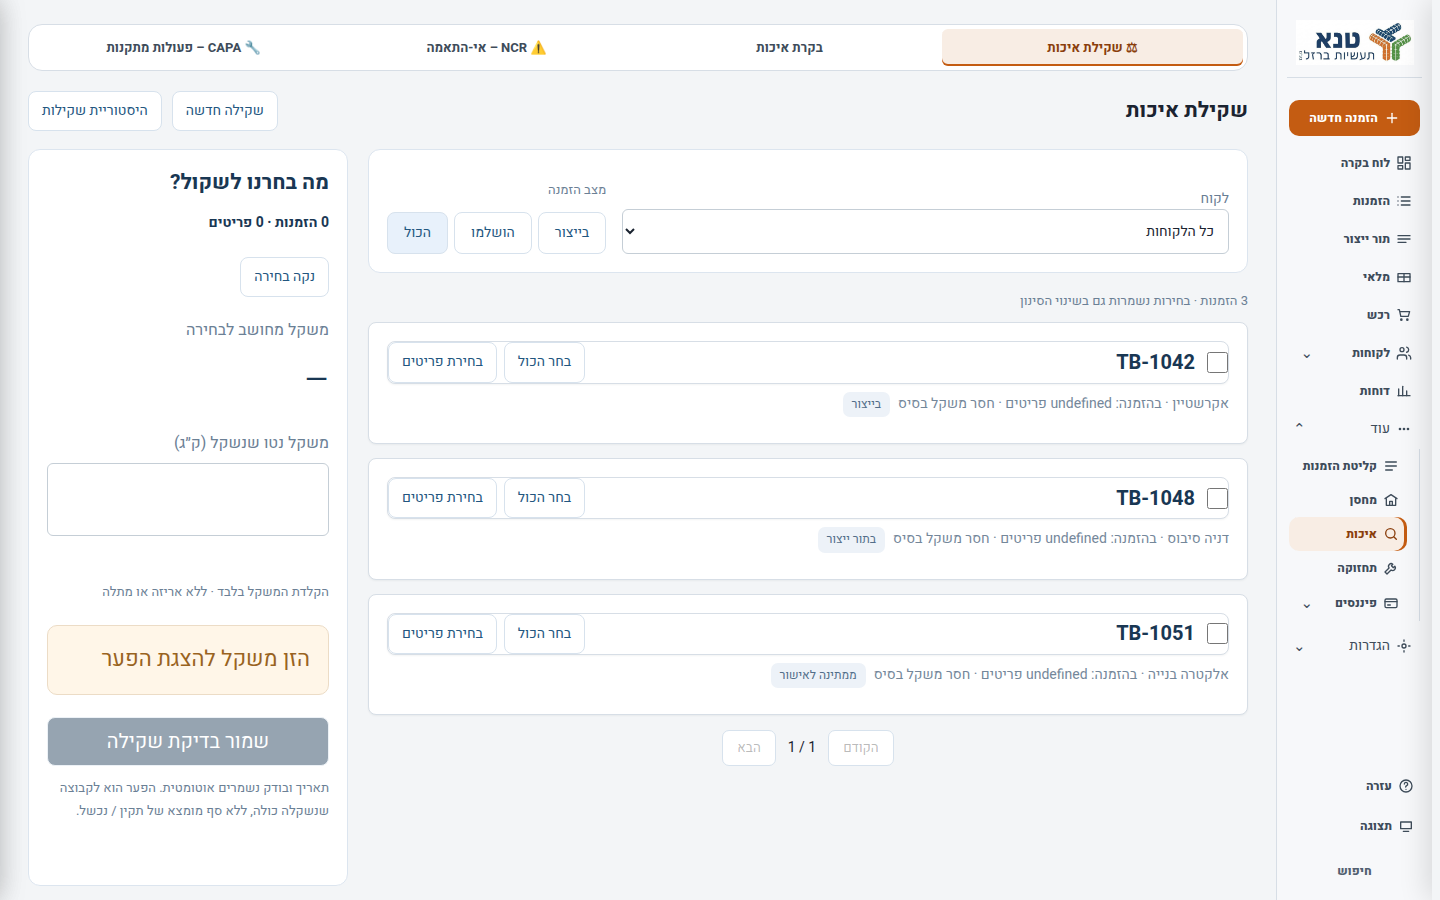 טנא
תעשיות ברזל
הזמנה חדשה
לוח בקרה
הזמנות
תור ייצור
מלאי
רכש
לקוחות
דוחות
עוד
קליטת הזמנות
מחסן
איכות
תחזוקה
פיננסים
הגדרות
עזרה
תצוגה
חיפוש
⚖ שקילת איכות
בקרת איכות
⚠️ NCR – אי-התאמה
🔧 CAPA – פעולות מתקנות
שקילת איכות
שקילה חדשה
היסטוריית שקילות
לקוח
כל הלקוחות
מצב הזמנה
בייצור
הושלמו
הכול
3 הזמנות · בחירות נשמרות גם בשינוי הסינון
TB-1042
בחר הכול
בחירת פריטים
אקרשטיין · בהזמנה: undefined פריטים · חסר משקל בסיס
בייצור
TB-1048
בחר הכול
בחירת פריטים
דניה סיבוס · בהזמנה: undefined פריטים · חסר משקל בסיס
בתור ייצור
TB-1051
בחר הכול
בחירת פריטים
אלקטרה בנייה · בהזמנה: undefined פריטים · חסר משקל בסיס
ממתינה לאישור
הקודם
1 / 1
הבא
מה בחרנו לשקול?
0 הזמנות · 0 פריטים
נקה בחירה
משקל מחושב לבחירה
—
משקל נטו שנשקל (ק״ג)
הקלדת המשקל בלבד · ללא אריזה או מתלה
הזן משקל להצגת הפער
שמור בדיקת שקילה
תאריך ובודק נשמרים אוטומטית. הפער הוא לקבוצה
שנשקלה כולה, ללא סף מומצא של תקין / נכשל.